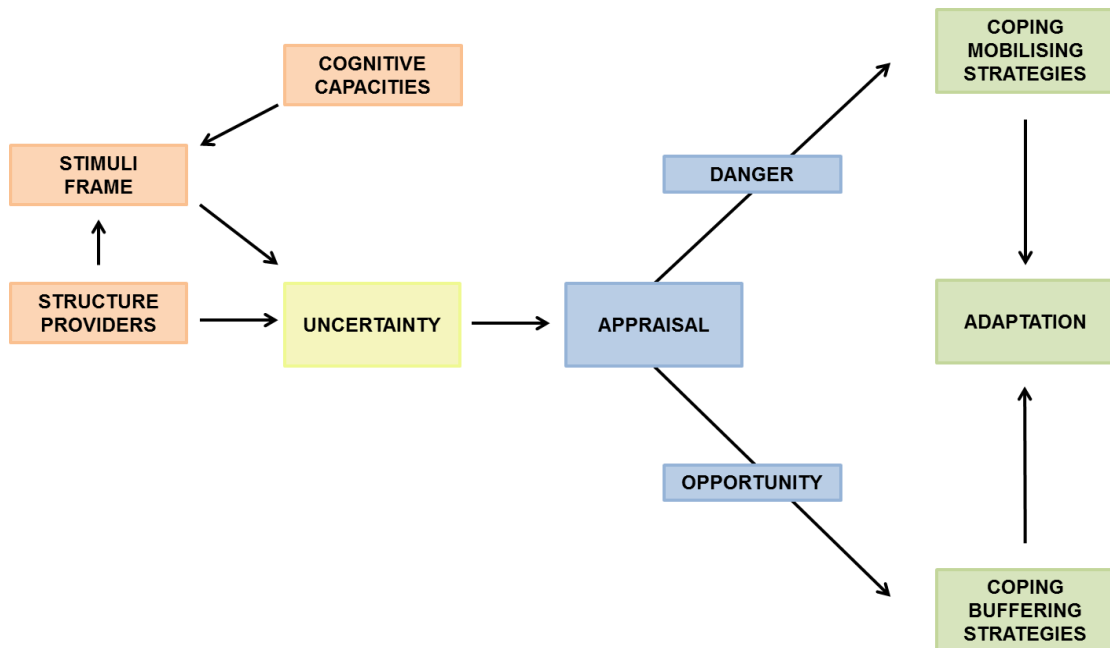 COGNITIVE
CAPACITIES
STIMULI
FRAME
STRUCTURE
PROVIDERS
UNCERTAINTY
APPRAISAL
DANGER
OPPORTUNITY
COPING
MOBILISING
STRATEGIES
ADAPTATION
COPING
BUFFERING
STRATEGIES